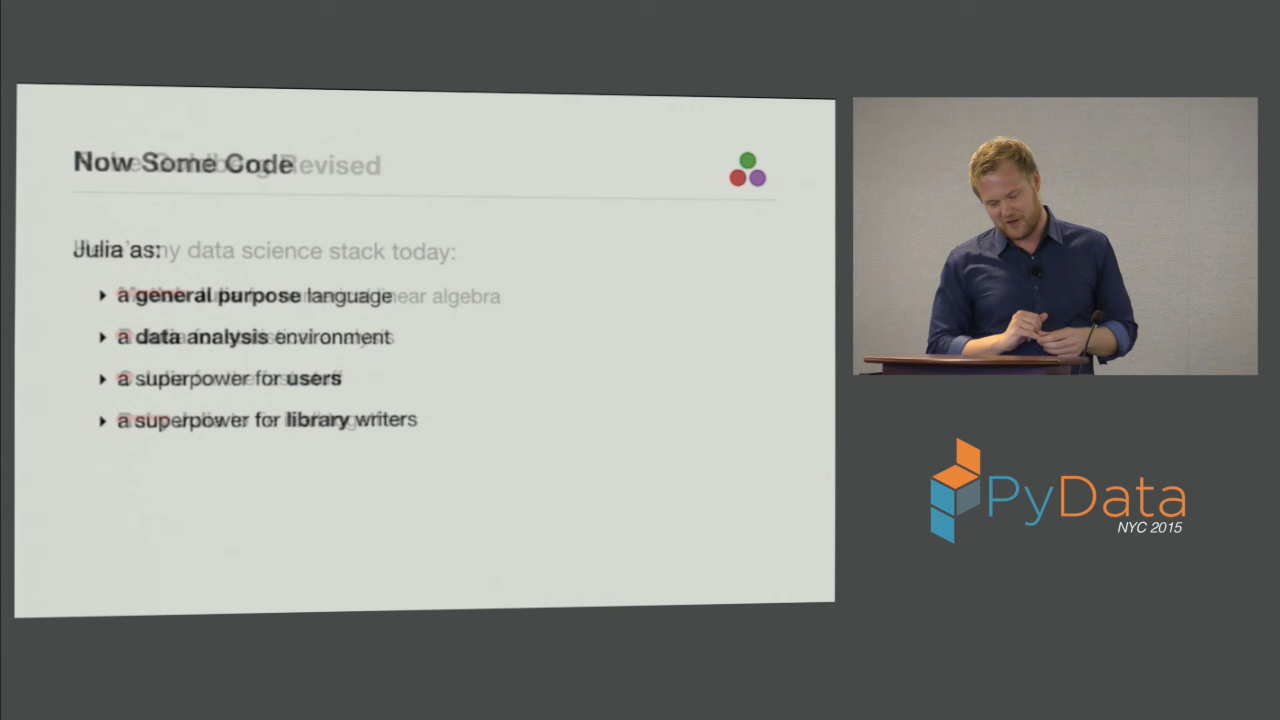 Now Some Code
Revised
Julia as:
my data science stack today:
a general purpose language
linear algebra
a data analysis environment
a superpower for users
a superpower for library writers
PyData
NYC 2015